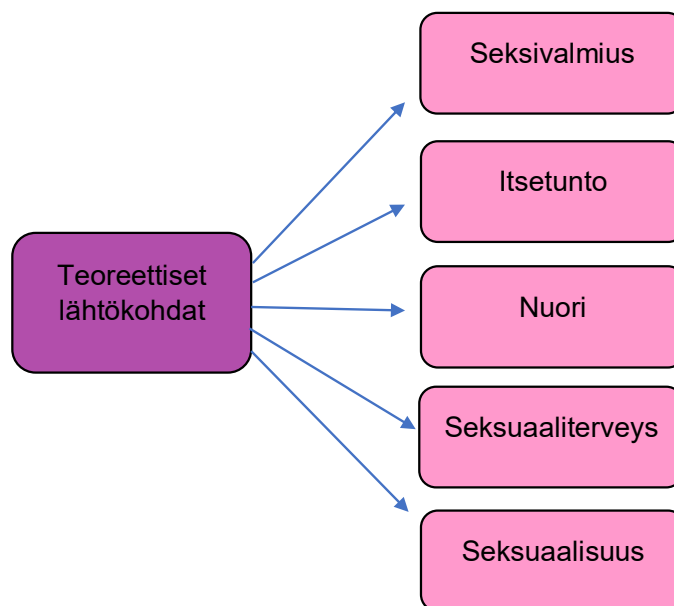 Seksivalmius
Itsetunto
Teoreettiset
lähtökohdat
Nuori
Seksuaaliterveys
Seksuaalisuus